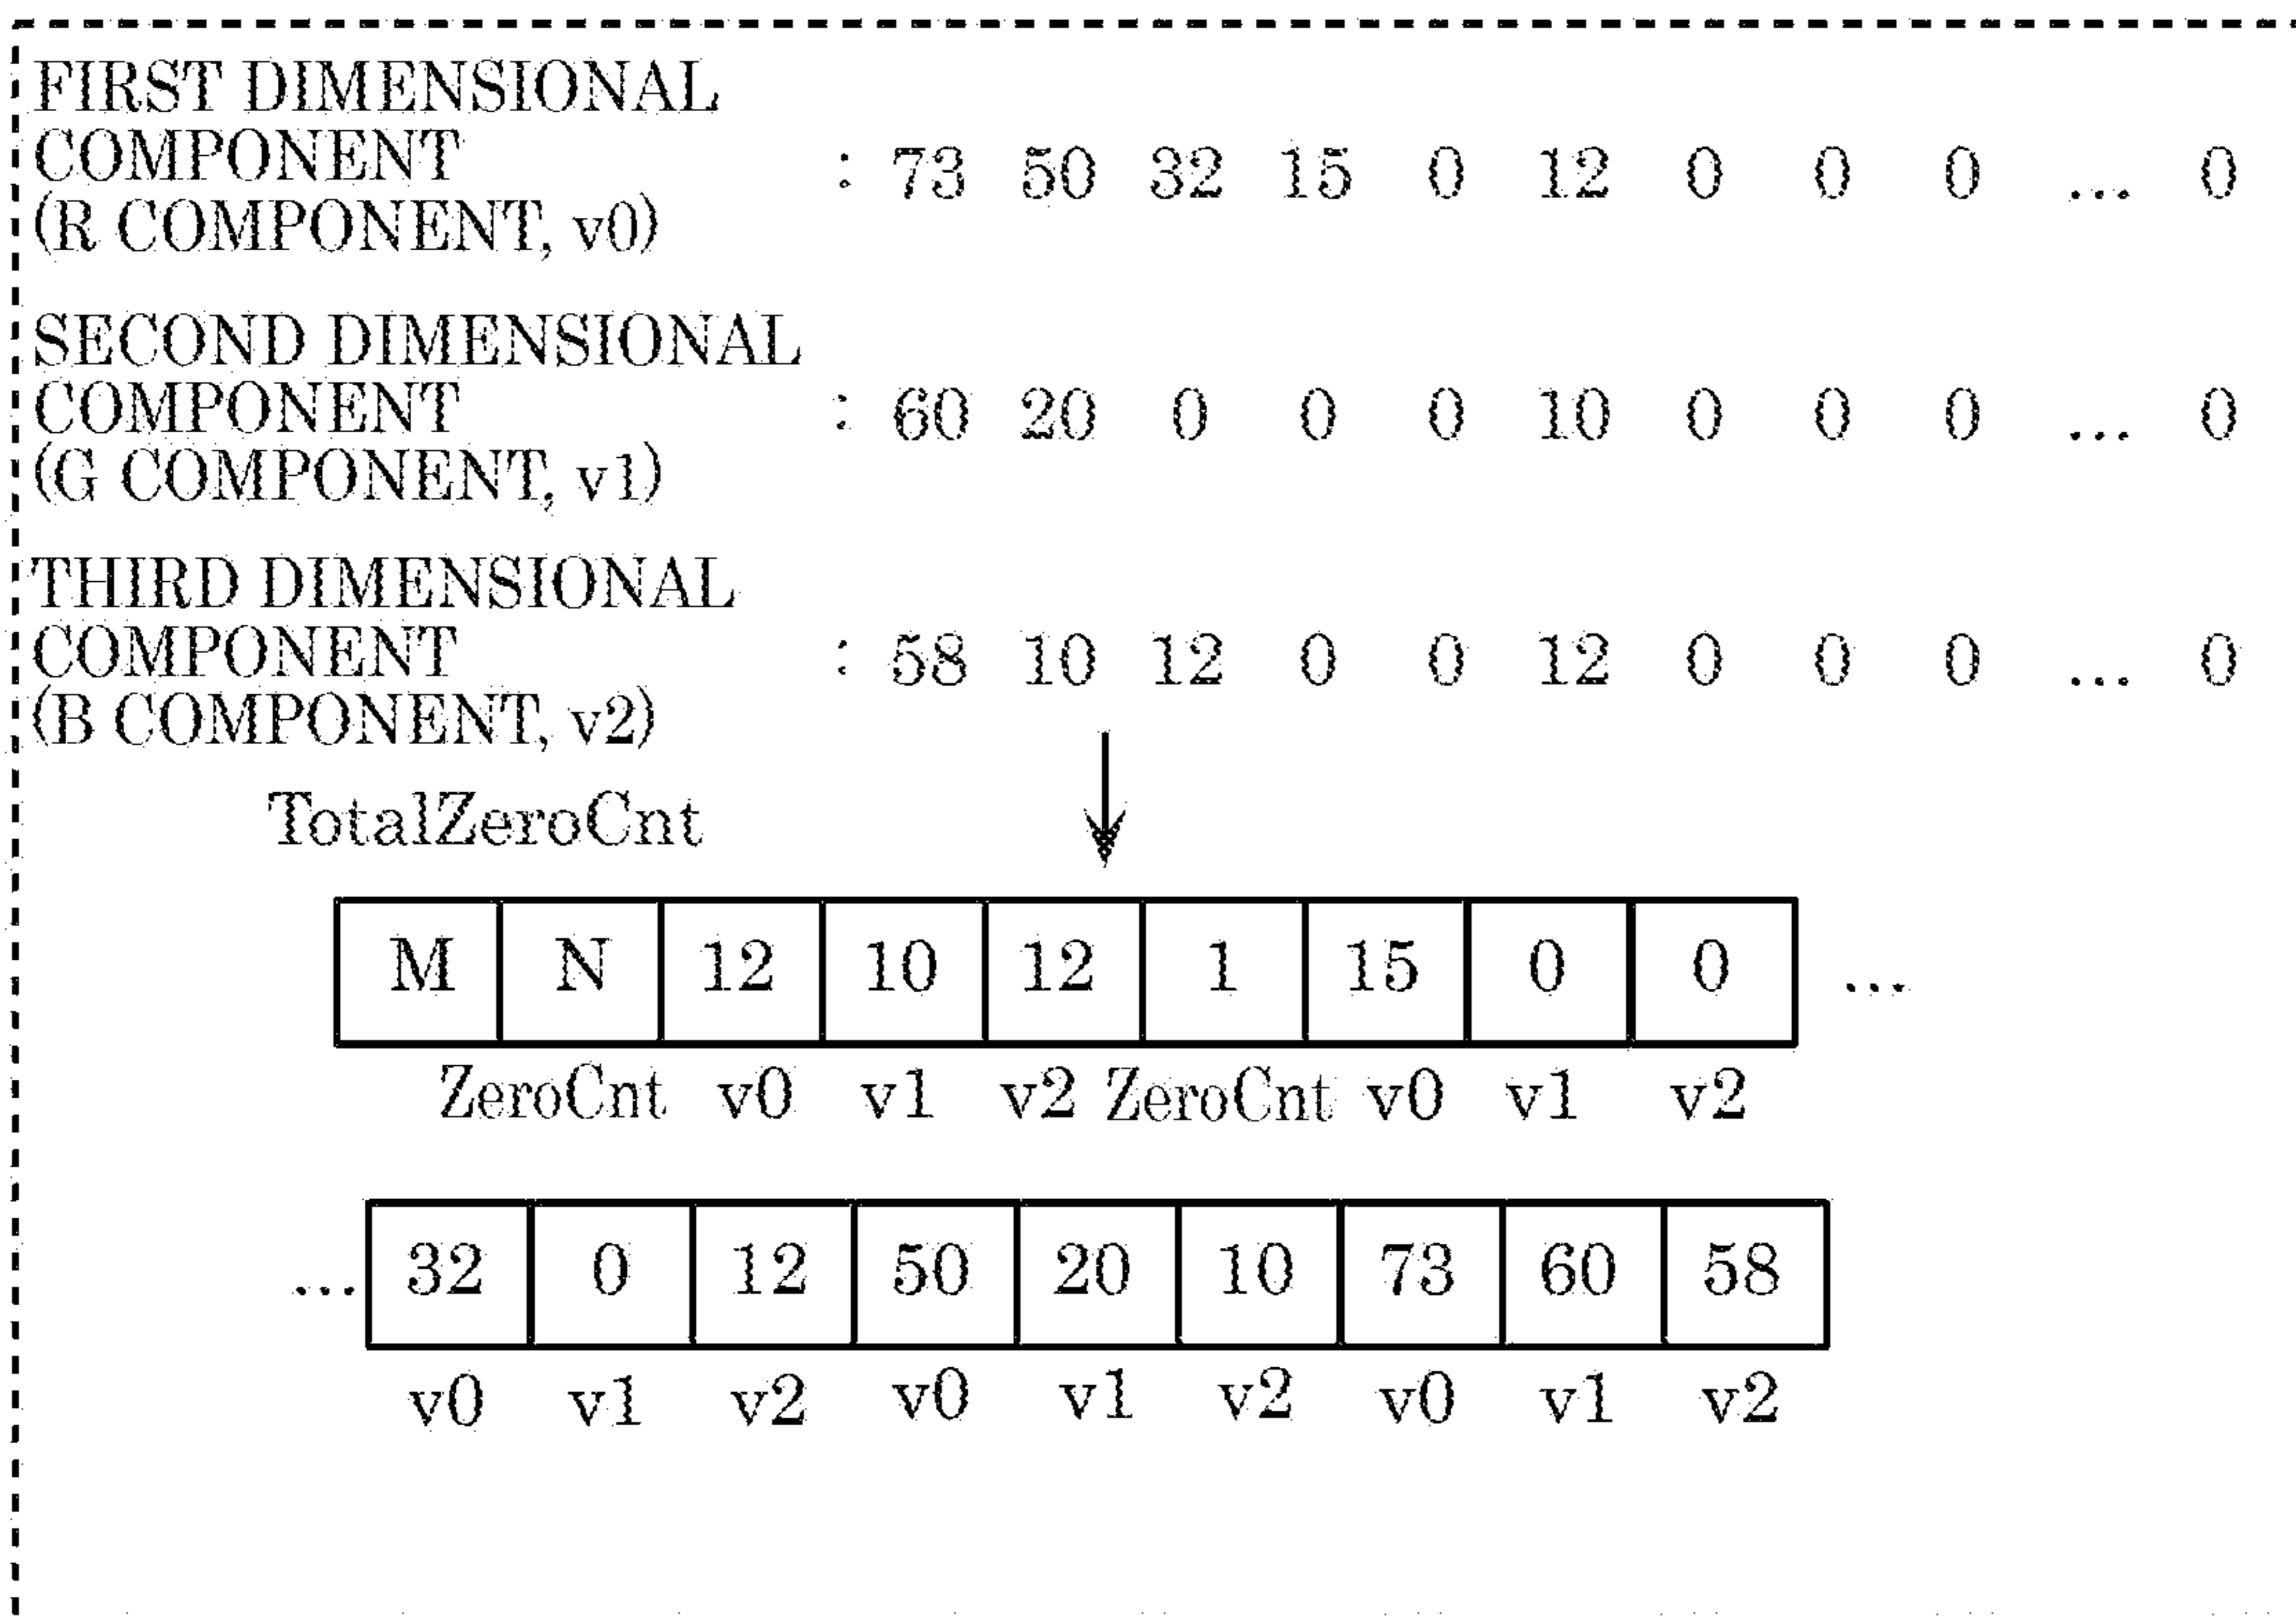 FIRST DIMENSIONAL
COMPONENT
(R COMPONENT, v0)
: 73 50 32 15 0 12 0 0 0 ... 0
SECOND DIMENSIONAL
COMPONENT
(G COMPONENT, v1)
: 60 20 0 0 0 10 0 0 0 ... 0
THIRD DIMENSIONAL
COMPONENT
(B COMPONENT, v2)
: 58 10 12 0 0 12 0 0 0 ... 0
TotalZeroCnt
M N 12 10 12 1 15 0 0 ...
ZeroCnt v0 v1 v2 ZeroCnt v0 v1 v2
... 32 0 12 50 20 10 73 60 58
v0 v1 v2 v0 v1 v2 v0 v1 v2